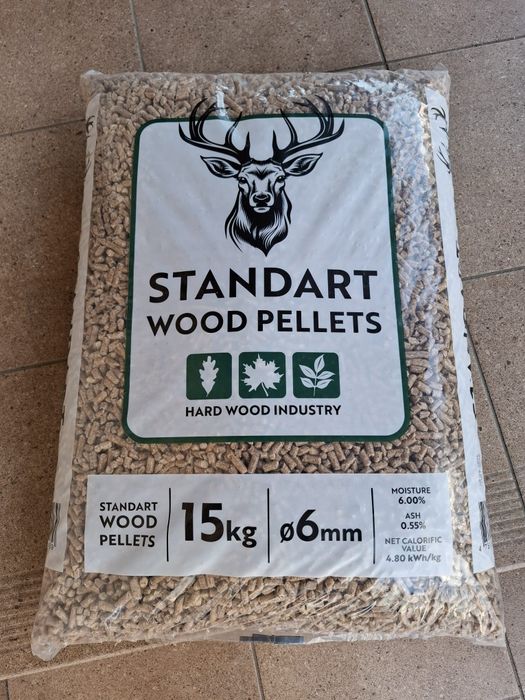 STANDART
WOOD PELLETS
HARD WOOD INDUSTRY
STANDART
WOOD
PELLETS
15kg
ø6mm
MOISTURE
6.00%
ASH
0.55%
NET CALORIFIC
VALUE
4.80 kWh/kg